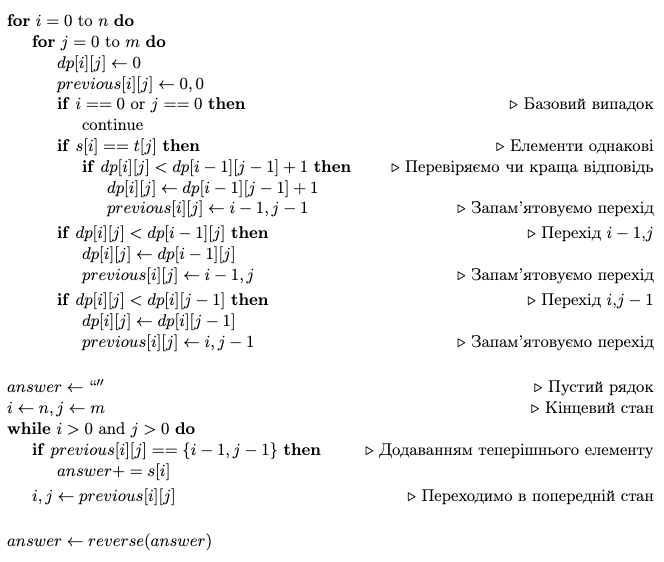 for i = 0 to n do
for j = 0 to m do
dp[i][j] ← 0
previous[i][j] ← 0, 0
if i == 0 or j == 0 then ▷ Базовий випадок
continue
if s[i] == t[j] then ▷ Елементи однакові
if dp[i][j] < dp[i − 1][j − 1] + 1 then ▷ Перевіряємо чи краща відповідь
dp[i][j] ← dp[i − 1][j − 1] + 1
previous[i][j] ← i − 1, j − 1 ▷ Запам'ятовуємо перехід
if dp[i][j] < dp[i − 1][j] then ▷ Перехід i − 1,j
dp[i][j] ← dp[i − 1][j]
previous[i][j] ← i − 1, j ▷ Запам'ятовуємо перехід
if dp[i][j] < dp[i][j − 1] then ▷ Перехід i,j − 1
dp[i][j] ← dp[i][j − 1]
previous[i][j] ← i, j − 1 ▷ Запам'ятовуємо перехід
answer ← “″ ▷ Пустий рядок
i ← n, j ← m ▷ Кінцевий стан
while i > 0 and j > 0 do
if previous[i][j] == {i − 1, j − 1} then ▷ Додаванням теперішнього елементу
answer+ = s[i]
i, j ← previous[i][j] ▷ Переходимо в попередній стан
answer ← reverse(answer)